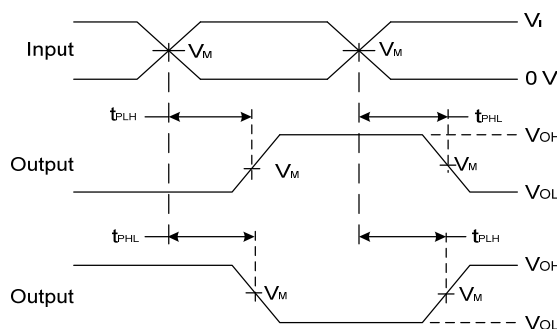 Input
VM
VM
VI
0 V
tPLH
tPHL
VOH
Output
VM
VM
VOL
tPHL
tPLH
VOH
Output
VM
VM
VOL